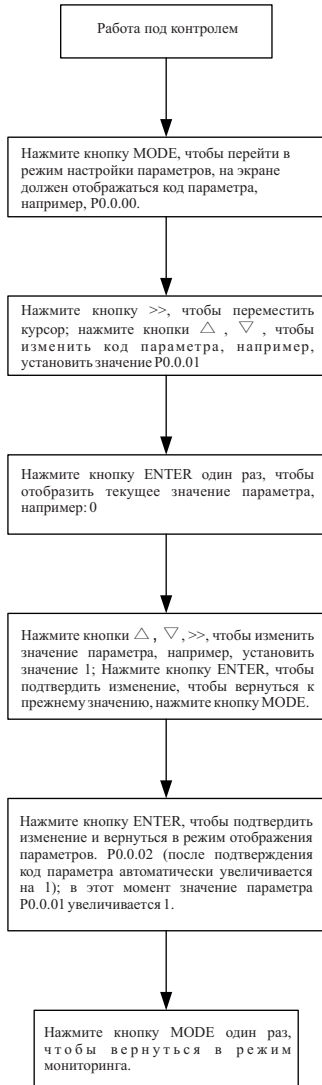 Работа под контролем
Нажмите кнопку MODE, чтобы перейти в
режим настройки параметров, на экране
должен отображаться код параметра,
например, P0.0.00.
Нажмите кнопку >>, чтобы переместить
курсор; нажмите кнопки △ , ▽ , чтобы
изменить код параметра, например,
установить значение P0.0.01
Нажмите кнопку ENTER один раз, чтобы
отобразить текущее значение параметра,
например: 0
Нажмите кнопки △ , ▽ , >>, чтобы изменить
значение параметра, например, установить
значение 1; Нажмите кнопку ENTER, чтобы
подтвердить изменение, чтобы вернуться к
прежнему значению, нажмите кнопку MODE.
Нажмите кнопку ENTER, чтобы подтвердить
изменение и вернуться в режим отображения
параметров. P0.0.02 (после подтверждения
код параметра автоматически увеличивается
на 1); в этот момент значение параметра
P0.0.01 увеличивается 1.
Нажмите кнопку MODE один раз,
чтобы вернуться в режим
мониторинга.